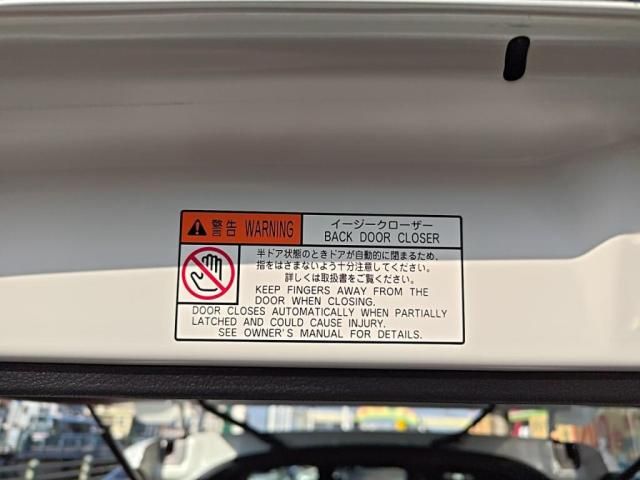 警告 WARNING
イージークローザー
BACK DOOR CLOSER
半ドア状態のときドアが自動的に閉まるため、
指をはさまないよう十分注意してください。
詳しくは取扱書をご覧ください。
KEEP FINGERS AWAY FROM THE
DOOR WHEN CLOSING.
DOOR CLOSES AUTOMATICALLY WHEN PARTIALLY
LATCHED AND COULD CAUSE INJURY.
SEE OWNER'S MANUAL FOR DETAILS.